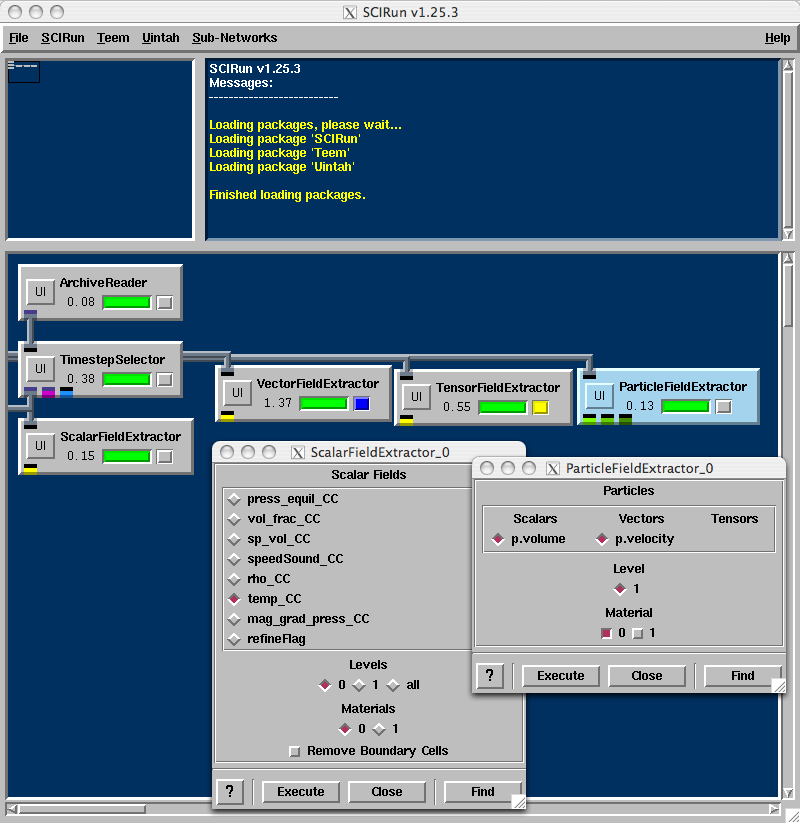 SCIRun v1.25.3
File SCIRun Teem Uintah Sub-Networks Help
SCIRun v1.25.3
Messages:
--------------------------
Loading packages, please wait...
Loading package 'SCIRun'
Loading package 'Teem'
Loading package 'Uintah'
Finished loading packages.
ArchiveReader
UI 0.08
TimestepSelector
UI 0.38
VectorFieldExtractor
UI 1.37
TensorFieldExtractor
UI 0.55
ParticleFieldExtractor
UI 0.13
ScalarFieldExtractor
UI 0.15
ScalarFieldExtractor_0
Scalar Fields
press_equil_CC
vol_frac_CC
sp_vol_CC
speedSound_CC
rho_CC
temp_CC
mag_grad_press_CC
refineFlag
Levels
0 1 all
Materials
0 1
Remove Boundary Cells
? Execute Close Find
ParticleFieldExtractor_0
Particles
Scalars Vectors Tensors
p.volume p.velocity
Level
1
Material
0 1
? Execute Close Find